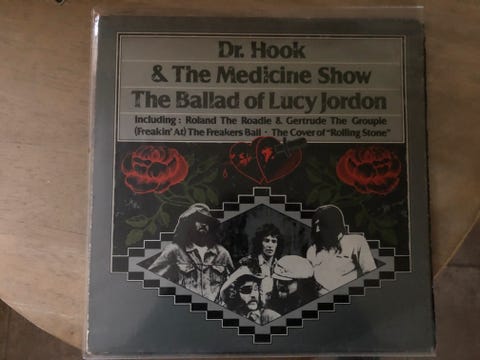 Dr. Hook
& The Medicine Show
The Ballad of Lucy Jordon
Including : Roland The Roadie & Gertrude The Groupie
(Freakin' At) The Freakers Ball · The Cover of "Rolling Stone"